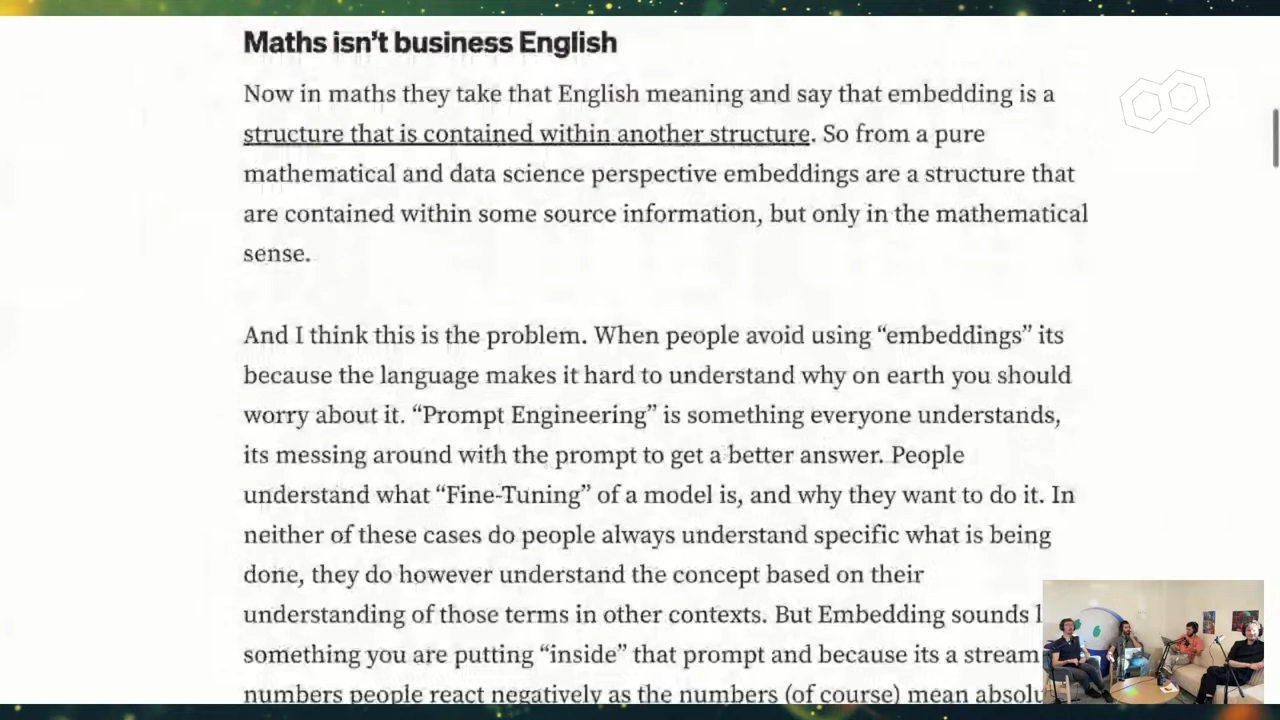 Maths isn’t business English
Now in maths they take that English meaning and say that embedding is a
structure that is contained within another structure. So from a pure
mathematical and data science perspective embeddings are a structure that
are contained within some source information, but only in the mathematical
sense.
And I think this is the problem. When people avoid using “embeddings” its
because the language makes it hard to understand why on earth you should
worry about it. “Prompt Engineering” is something everyone understands,
its messing around with the prompt to get a better answer. People
understand what “Fine-Tuning” of a model is, and why they want to do it. In
neither of these cases do people always understand specific what is being
done, they do however understand the concept based on their
understanding of those terms in other contexts. But Embedding sounds
something you are putting “inside” that prompt and because its a stream
numbers people react negatively as the numbers (of course) mean